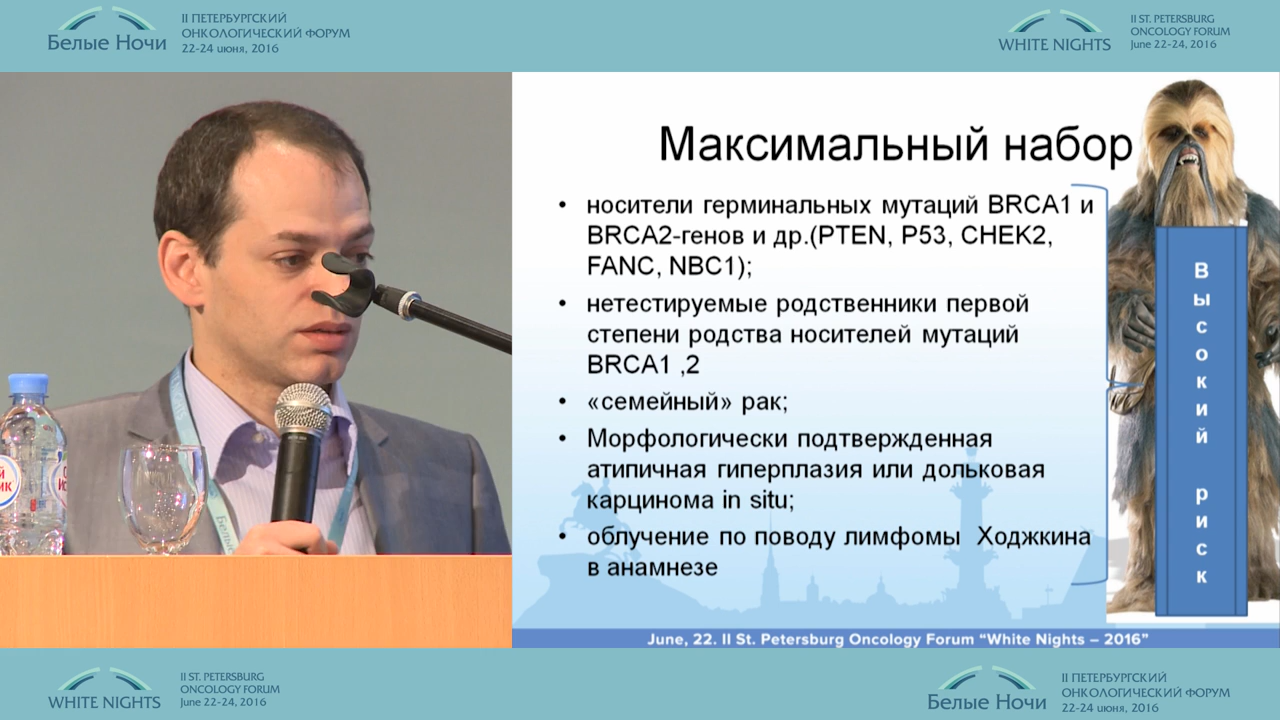 Белые Ночи
II ПЕТЕРБУРГСКИЙ
ОНКОЛОГИЧЕСКИЙ ФОРУМ
22-24 июня, 2016
WHITE NIGHTS
II ST. PETERSBURG
ONCOLOGY FORUM
June 22-24, 2016
Максимальный набор
• носители герминальных мутаций BRCA1 и
BRCA2-генов и др.(PTEN, P53, CHEK2,
FANC, NBC1);
• нетестируемые родственники первой
степени родства носителей мутаций
BRCA1 ,2
• «семейный» рак;
• Морфологически подтвержденная
атипичная гиперплазия или дольковая
карцинома in situ;
• облучение по поводу лимфомы Ходжкина
в анамнезе
Высокий риск
June, 22. II St. Petersburg Oncology Forum “White Nights – 2016”
WHITE NIGHTS
II ST. PETERSBURG
ONCOLOGY FORUM
June 22-24, 2016
Белые Ночи
II ПЕТЕРБУРГСКИЙ
ОНКОЛОГИЧЕСКИЙ ФОРУМ
22-24 июня, 2016